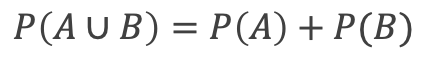 P(A ∪ B) = P(A) + P(B)